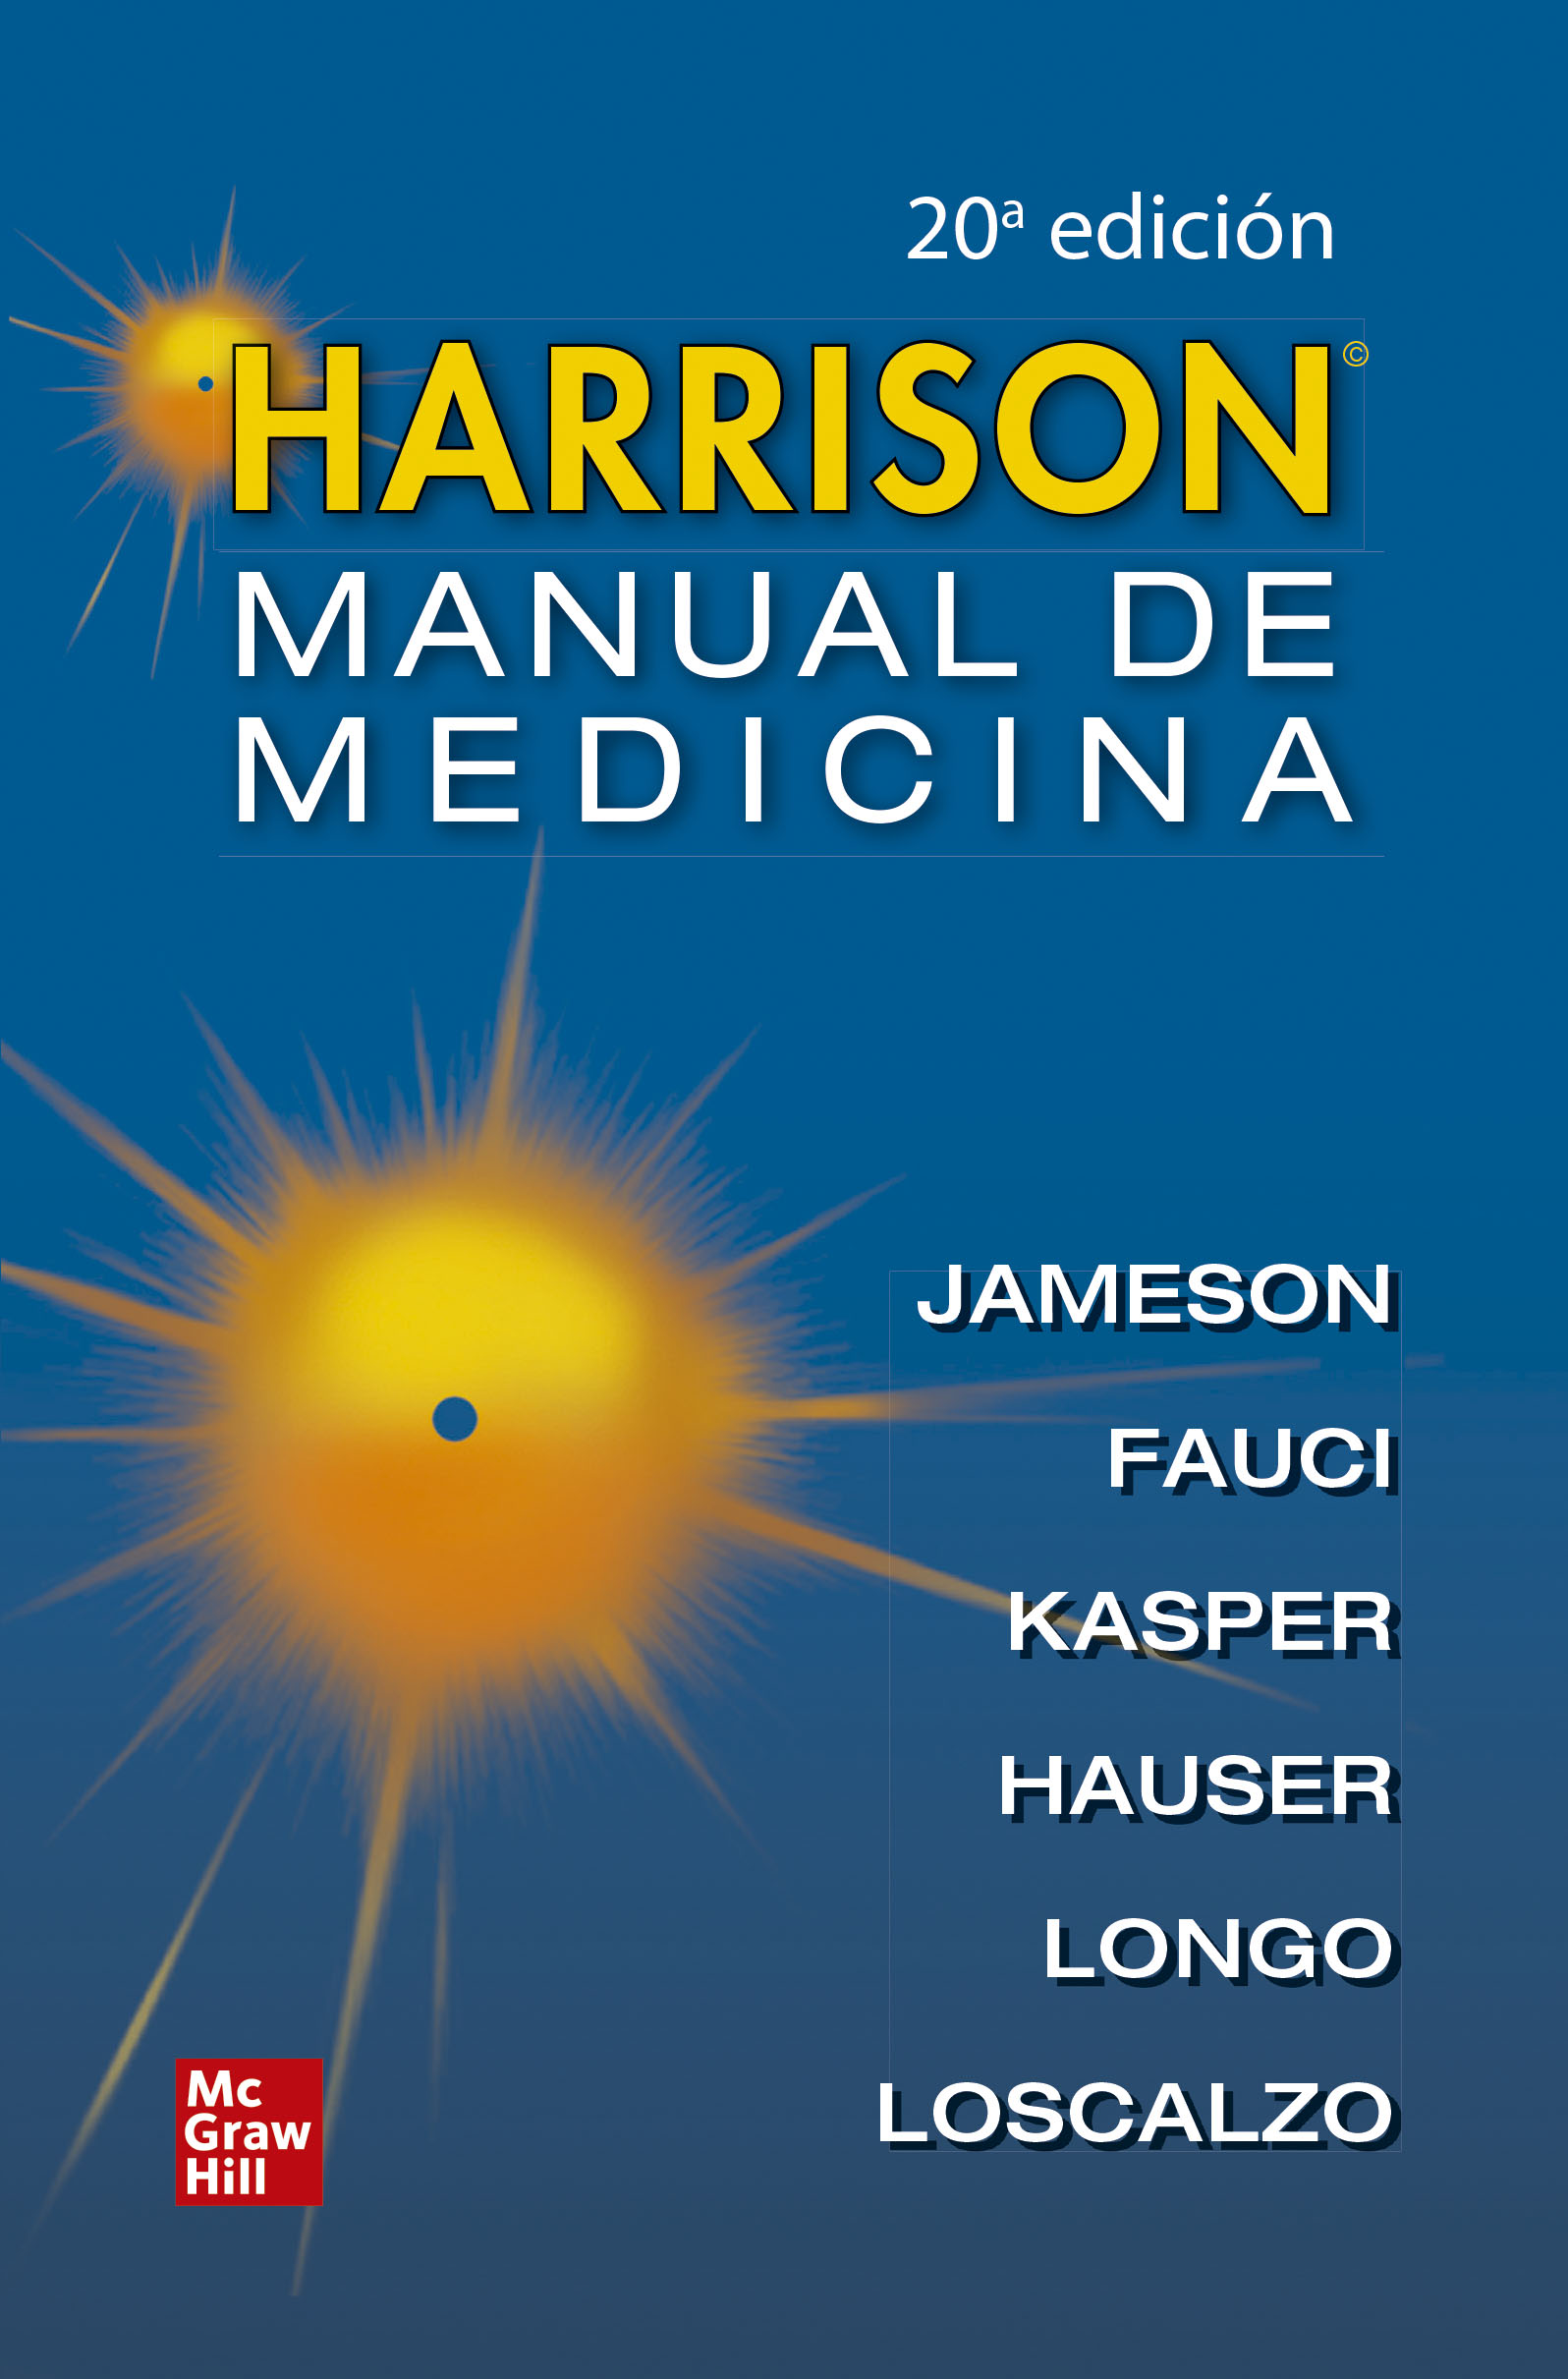 20ª edición
HARRISON©
MANUAL DE
MEDICINA
JAMESON
FAUCI
KASPER
HAUSER
LONGO
LOSCALZO
Mc
Graw
Hill